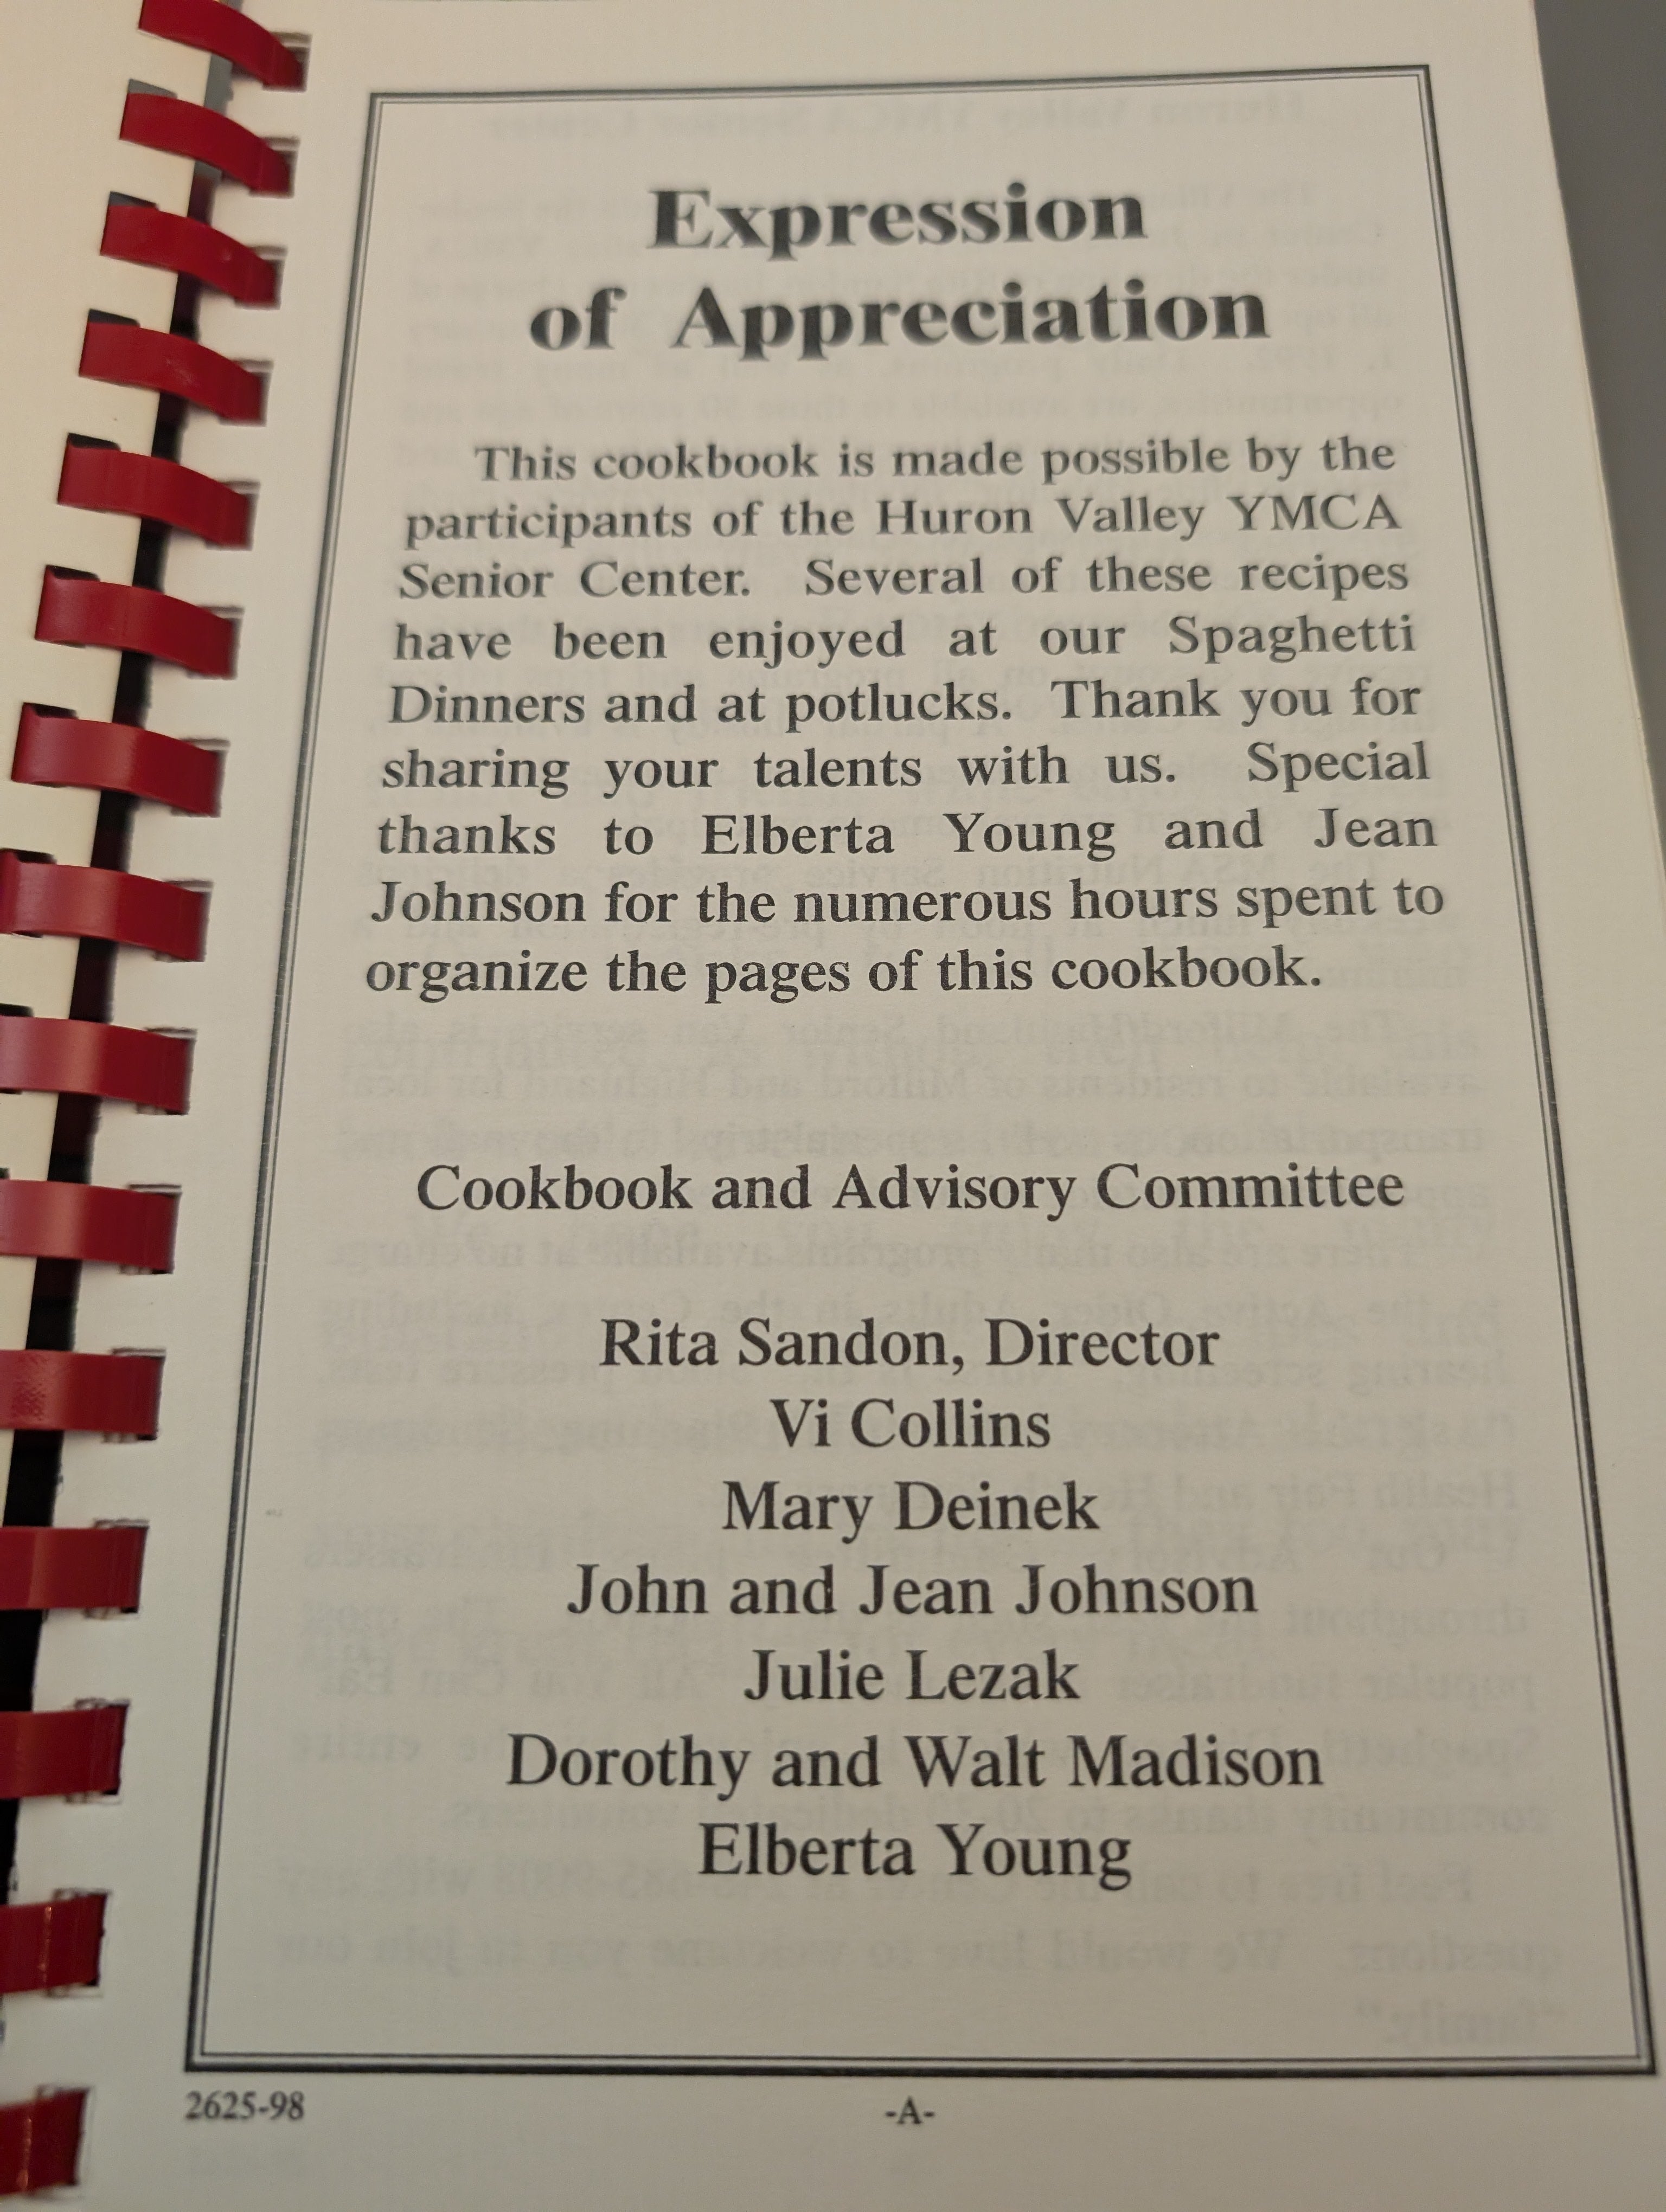 Expression
of Appreciation
This cookbook is made possible by the
participants of the Huron Valley YMCA
Senior Center. Several of these recipes
have been enjoyed at our Spaghetti
Dinners and at potlucks. Thank you for
sharing your talents with us. Special
thanks to Elberta Young and Jean
Johnson for the numerous hours spent to
organize the pages of this cookbook.
Cookbook and Advisory Committee
Rita Sandon, Director
Vi Collins
Mary Deinek
John and Jean Johnson
Julie Lezak
Dorothy and Walt Madison
Elberta Young
2625-98
-A-